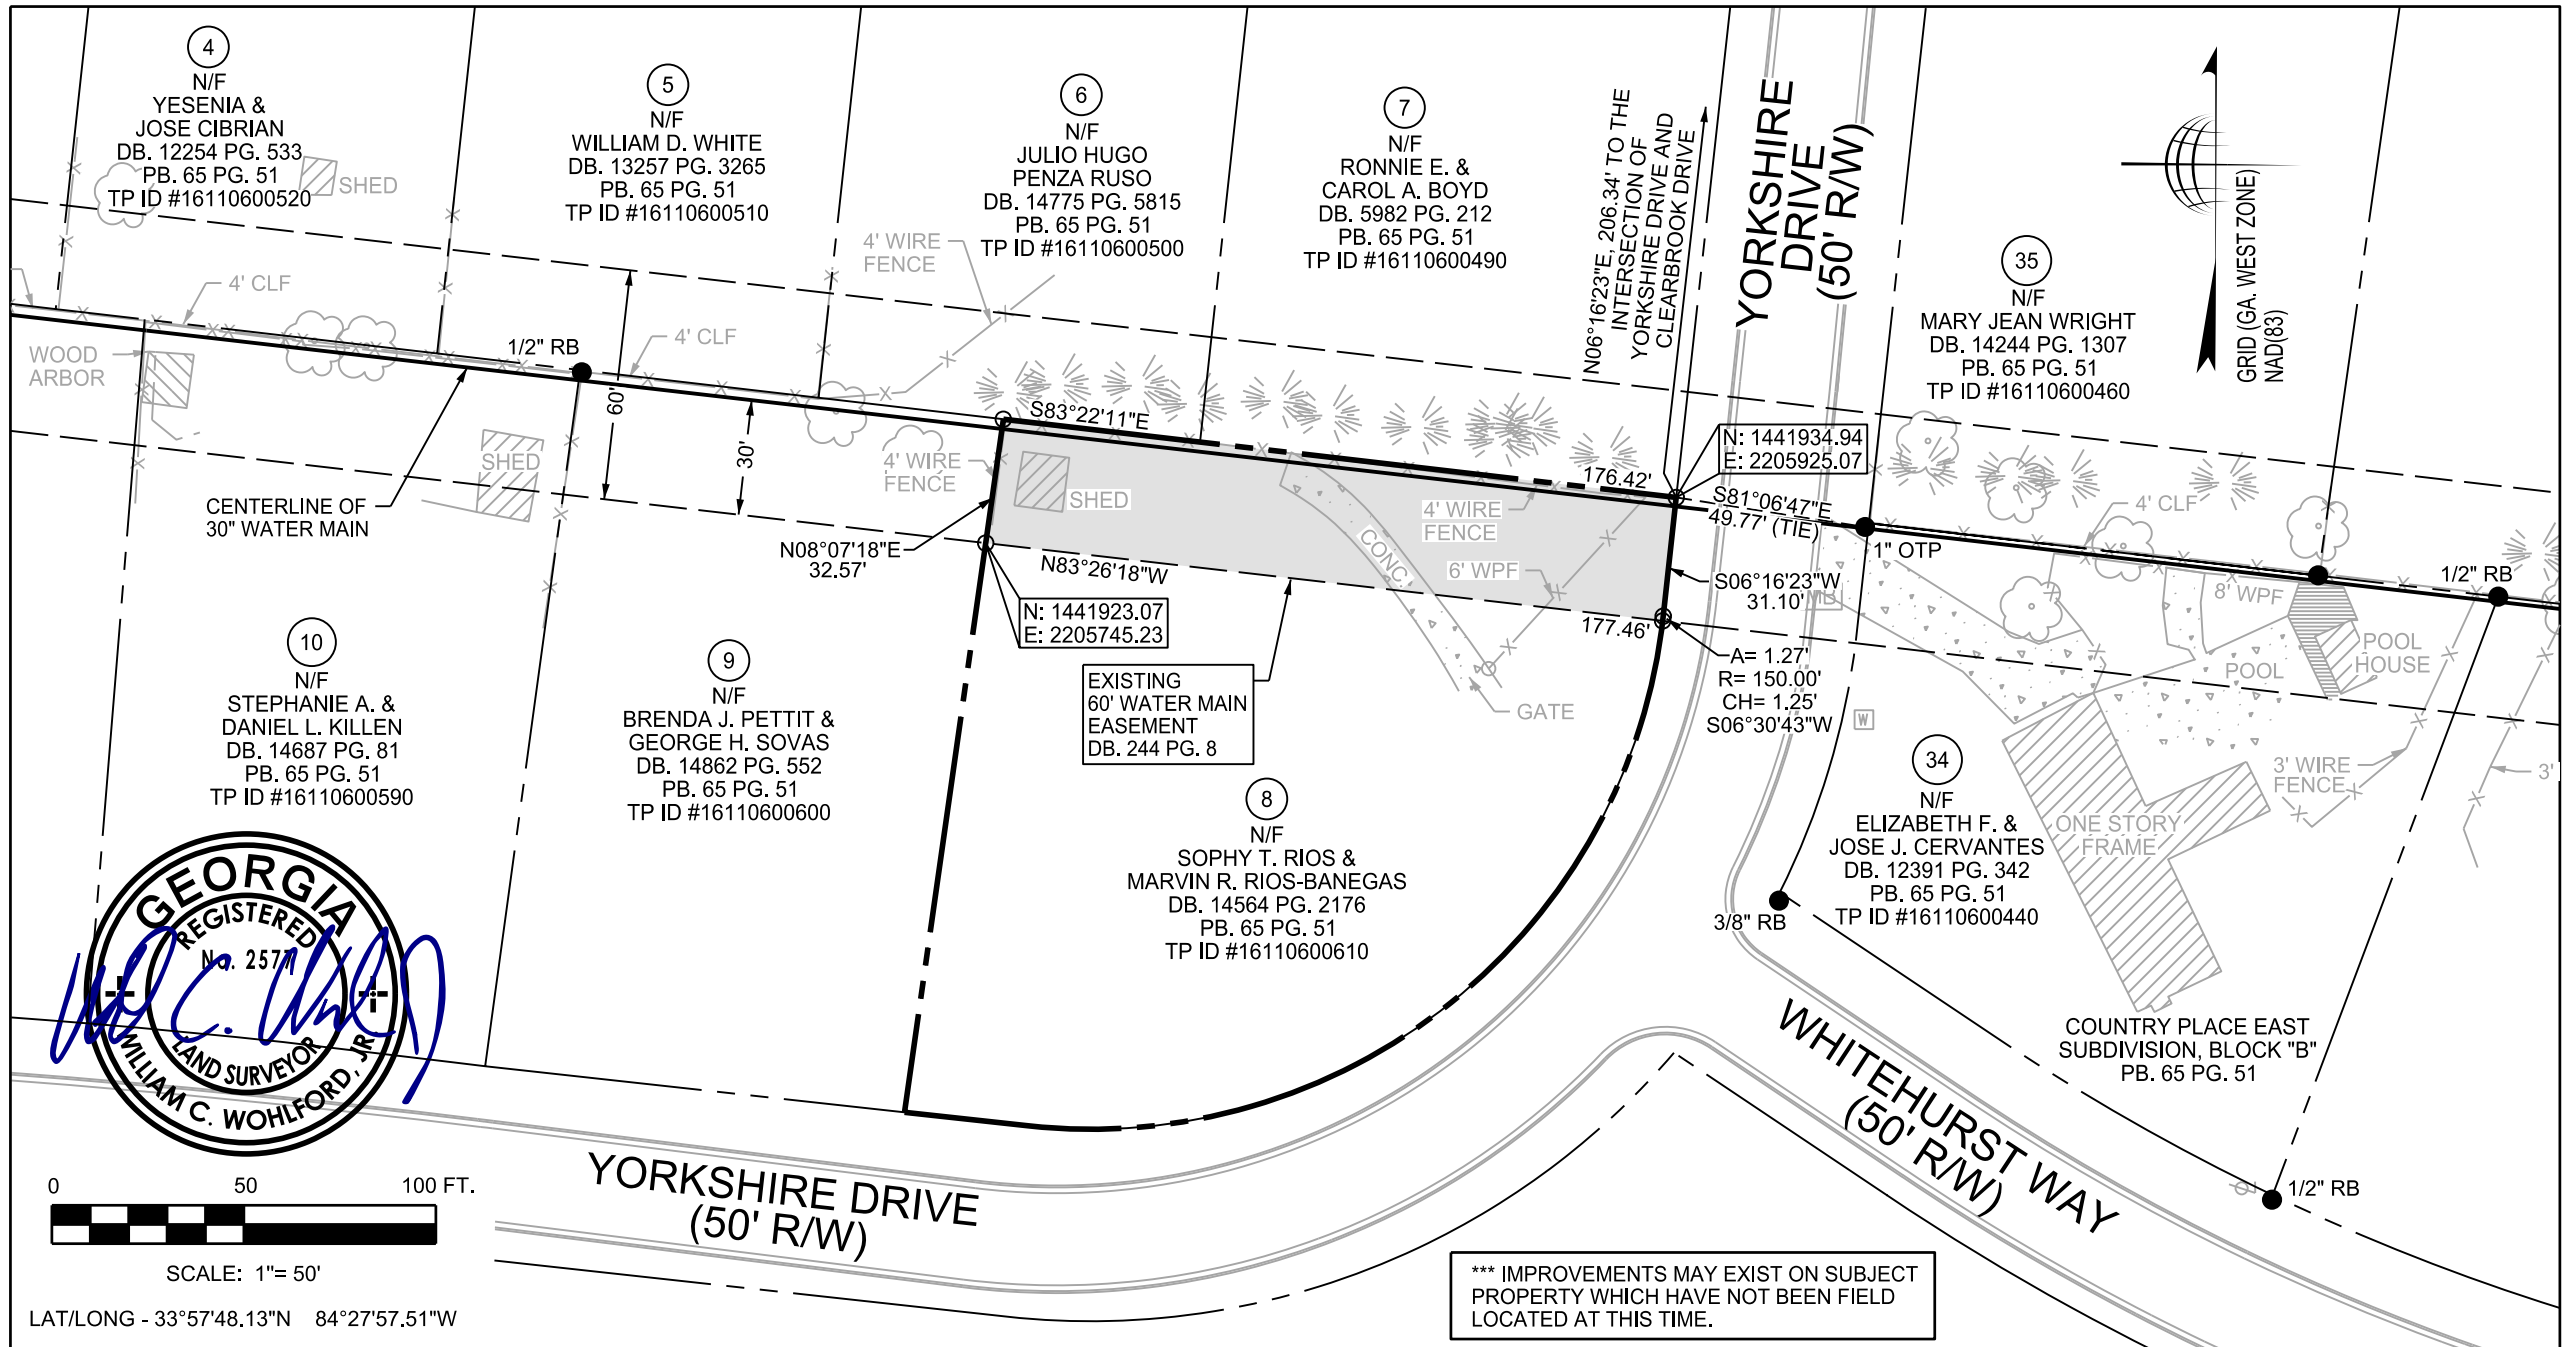 4
N/F
YESENIA &
JOSE CIBRIAN
DB. 12254 PG. 533
PB. 65 PG. 51
TP ID #16110600520
SHED
5
N/F
WILLIAM D. WHITE
DB. 13257 PG. 3265
PB. 65 PG. 51
TP ID #16110600510
6
N/F
JULIO HUGO
PENZA RUSO
DB. 14775 PG. 5815
PB. 65 PG. 51
TP ID #16110600500
4' WIRE
FENCE
7
N/F
RONNIE E. &
CAROL A. BOYD
DB. 5982 PG. 212
PB. 65 PG. 51
TP ID #16110600490
N06°16'23"E, 206.34' TO THE
INTERSECTION OF
YORKSHIRE DRIVE AND
CLEARBROOK DRIVE
YORKSHIRE
DRIVE
(50' R/W)
35
N/F
MARY JEAN WRIGHT
DB. 14244 PG. 1307
PB. 65 PG. 51
TP ID #16110600460
GRID (GA. WEST ZONE)
NAD(83)
4' CLF
WOOD
ARBOR
1/2" RB
4' CLF
60'
30'
S83°22'11"E
176.42'
N: 1441934.94
E: 2205925.07
S81°06'47"E
49.77' (TIE)
1" OTP
4' CLF
1/2" RB
CENTERLINE OF
30" WATER MAIN
SHED
4' WIRE
FENCE
SHED
4' WIRE
FENCE
CONC.
6' WPF
N08°07'18"E
32.57'
N83°26'18"W
177.46'
S06°16'23"W
31.10'
MB
8' WPF
POOL
POOL
HOUSE
N: 1441923.07
E: 2205745.23
A= 1.27'
R= 150.00'
CH= 1.25'
S06°30'43"W
EXISTING
60' WATER MAIN
EASEMENT
DB. 244 PG. 8
GATE
W
10
N/F
STEPHANIE A. &
DANIEL L. KILLEN
DB. 14687 PG. 81
PB. 65 PG. 51
TP ID #16110600590
9
N/F
BRENDA J. PETTIT &
GEORGE H. SOVAS
DB. 14862 PG. 552
PB. 65 PG. 51
TP ID #16110600600
8
N/F
SOPHY T. RIOS &
MARVIN R. RIOS-BANEGAS
DB. 14564 PG. 2176
PB. 65 PG. 51
TP ID #16110600610
34
N/F
ELIZABETH F. &
JOSE J. CERVANTES
DB. 12391 PG. 342
PB. 65 PG. 51
TP ID #16110600440
ONE STORY
FRAME
3' WIRE
FENCE
3'
3/8" RB
COUNTRY PLACE EAST
SUBDIVISION, BLOCK "B"
PB. 65 PG. 51
1/2" RB
WHITEHURST WAY
(50' R/W)
YORKSHIRE DRIVE
(50' R/W)
GEORGIA
REGISTERED
No. 2577
LAND SURVEYOR
WILLIAM C. WOHLFORD, JR.
0 50 100 FT.
SCALE: 1"= 50'
LAT/LONG - 33°57'48.13"N 84°27'57.51"W
*** IMPROVEMENTS MAY EXIST ON SUBJECT
PROPERTY WHICH HAVE NOT BEEN FIELD
LOCATED AT THIS TIME.